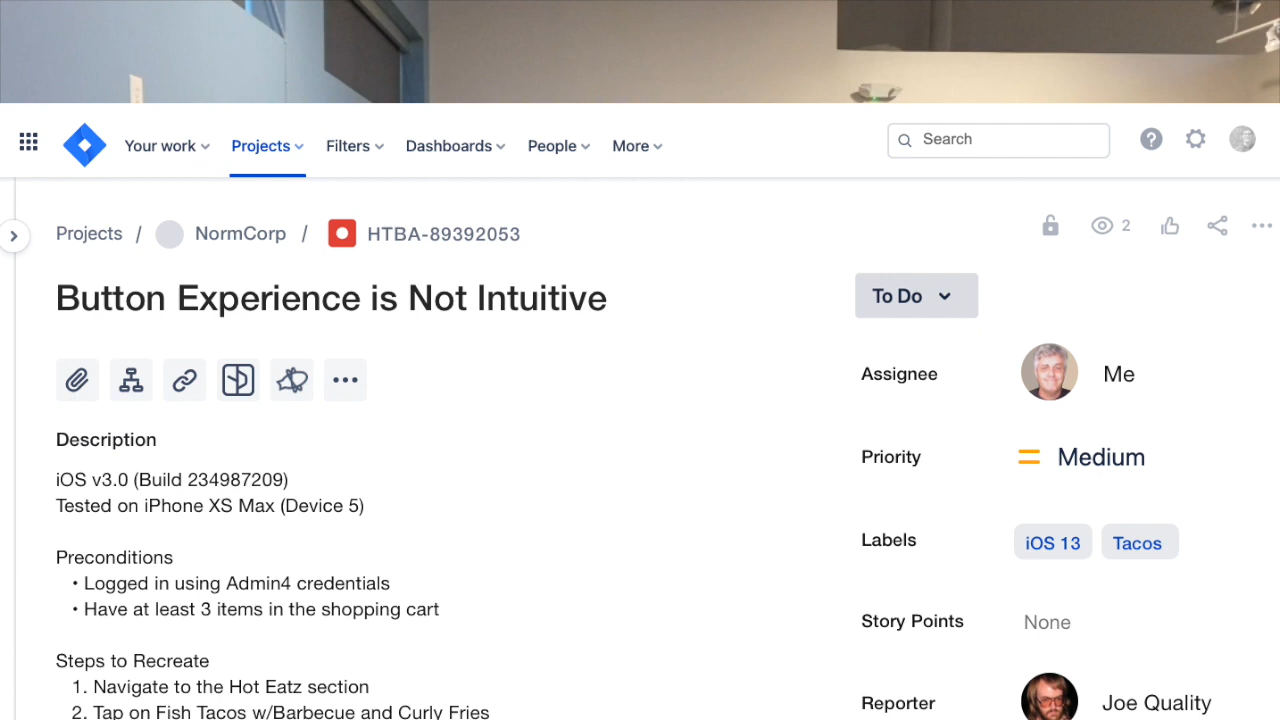 Your work Projects Filters Dashboards People More Search
Projects / NormCorp / HTBA-89392053
2
Button Experience is Not Intuitive
To Do
Assignee Me
Priority Medium
Labels iOS 13 Tacos
Story Points None
Reporter Joe Quality
Description
iOS v3.0 (Build 234987209)
Tested on iPhone XS Max (Device 5)
Preconditions
• Logged in using Admin4 credentials
• Have at least 3 items in the shopping cart
Steps to Recreate
1. Navigate to the Hot Eatz section
2. Tap on Fish Tacos w/Barbecue and Curly Fries